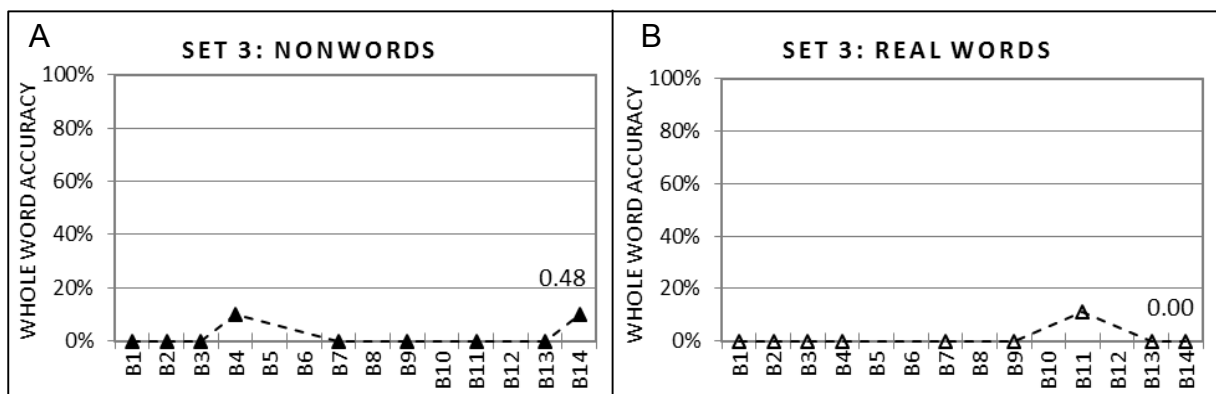 A
SET 3: NONWORDS
WHOLE WORD ACCURACY
100%
80%
60%
40%
20%
0%
0.48
B1
B2
B3
B4
B5
B6
B7
B8
B9
B10
B11
B12
B13
B14
B
SET 3: REAL WORDS
WHOLE WORD ACCURACY
100%
80%
60%
40%
20%
0%
0.00
B1
B2
B3
B4
B5
B6
B7
B8
B9
B10
B11
B12
B13
B14